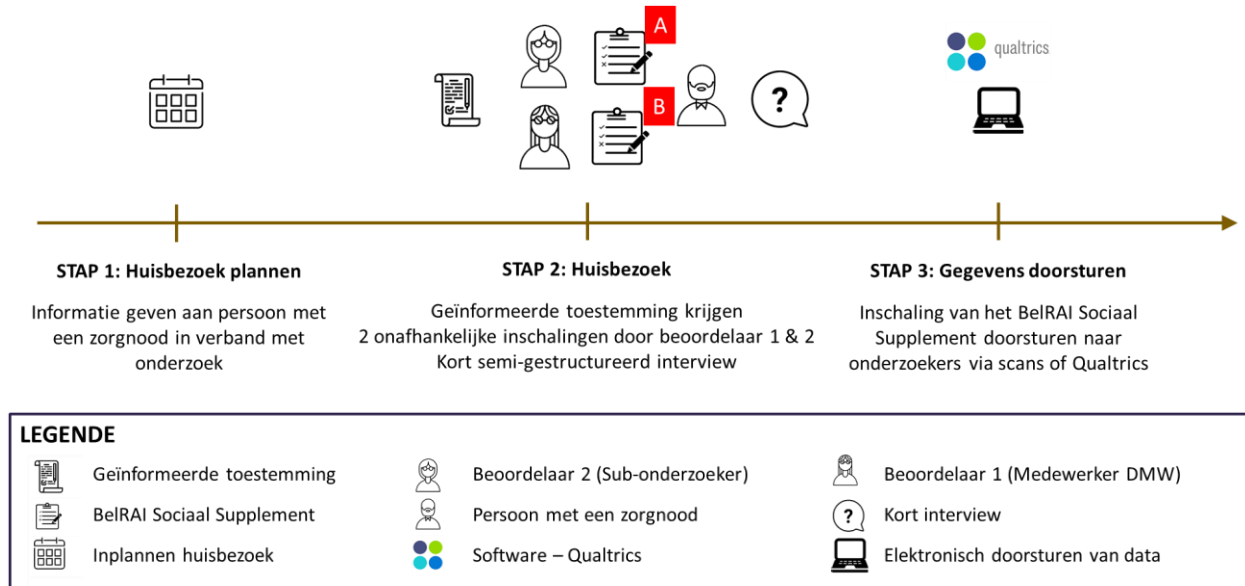 A
qualtrics
?
B
STAP 1: Huisbezoek plannen
Informatie geven aan persoon met
een zorgnood in verband met
onderzoek
STAP 2: Huisbezoek
Geïnformeerde toestemming krijgen
2 onafhankelijke inschalingen door beoordelaar 1 & 2
Kort semi-gestructureerd interview
STAP 3: Gegevens doorsturen
Inschaling van het BelRAI Sociaal
Supplement doorsturen naar
onderzoekers via scans of Qualtrics
LEGENDE
Geïnformeerde toestemming
Beoordelaar 2 (Sub-onderzoeker)
Beoordelaar 1 (Medewerker DMW)
BelRAI Sociaal Supplement
Persoon met een zorgnood
?
Kort interview
Inplannen huisbezoek
Software – Qualtrics
Elektronisch doorsturen van data